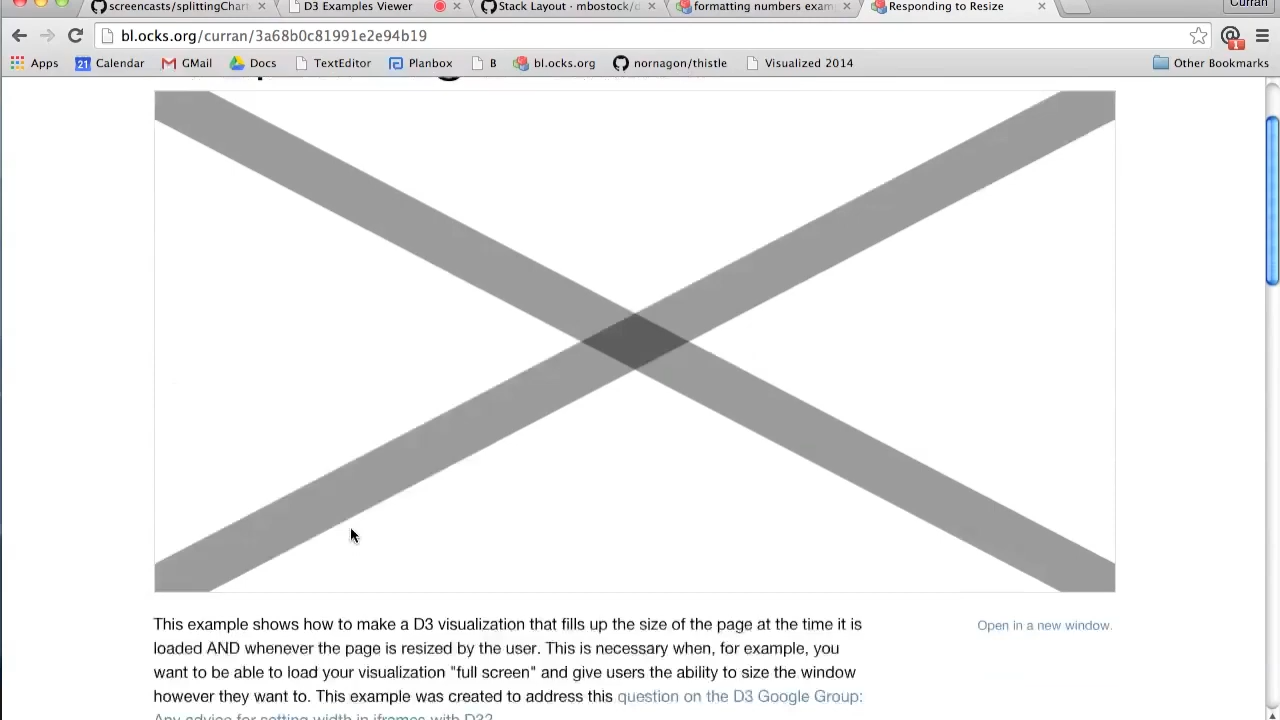 screencasts/splittingChar
D3 Examples Viewer
Stack Layout · mbostock/d
formatting numbers exam
Responding to Resize
Curran
bl.ocks.org/curran/3a68b0c81991e2e94b19
1
Apps
21 Calendar
GMail
Docs
TextEditor
Planbox
B
bl.ocks.org
nornagon/thistle
Visualized 2014
Other Bookmarks
This example shows how to make a D3 visualization that fills up the size of the page at the time it is
Open in a new window.
loaded AND whenever the page is resized by the user. This is necessary when, for example, you
want to be able to load your visualization "full screen" and give users the ability to size the window
however they want to. This example was created to address this question on the D3 Google Group:
Any advice for setting width in iframes with D3?